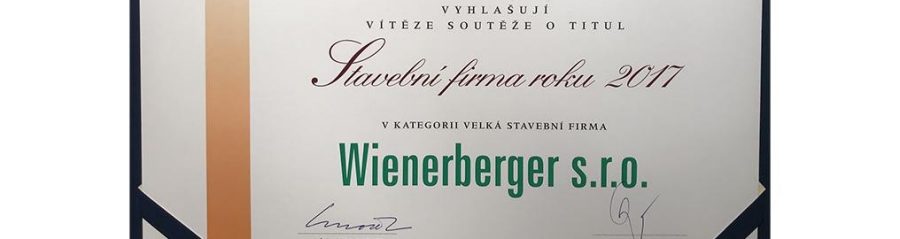 VYHLAŠUJÍ
VÍTĚZE SOUTĚŽE O TITUL
Stavební firma roku 2017
V KATEGORII VELKÁ STAVEBNÍ FIRMA
Wienerberger s.r.o.